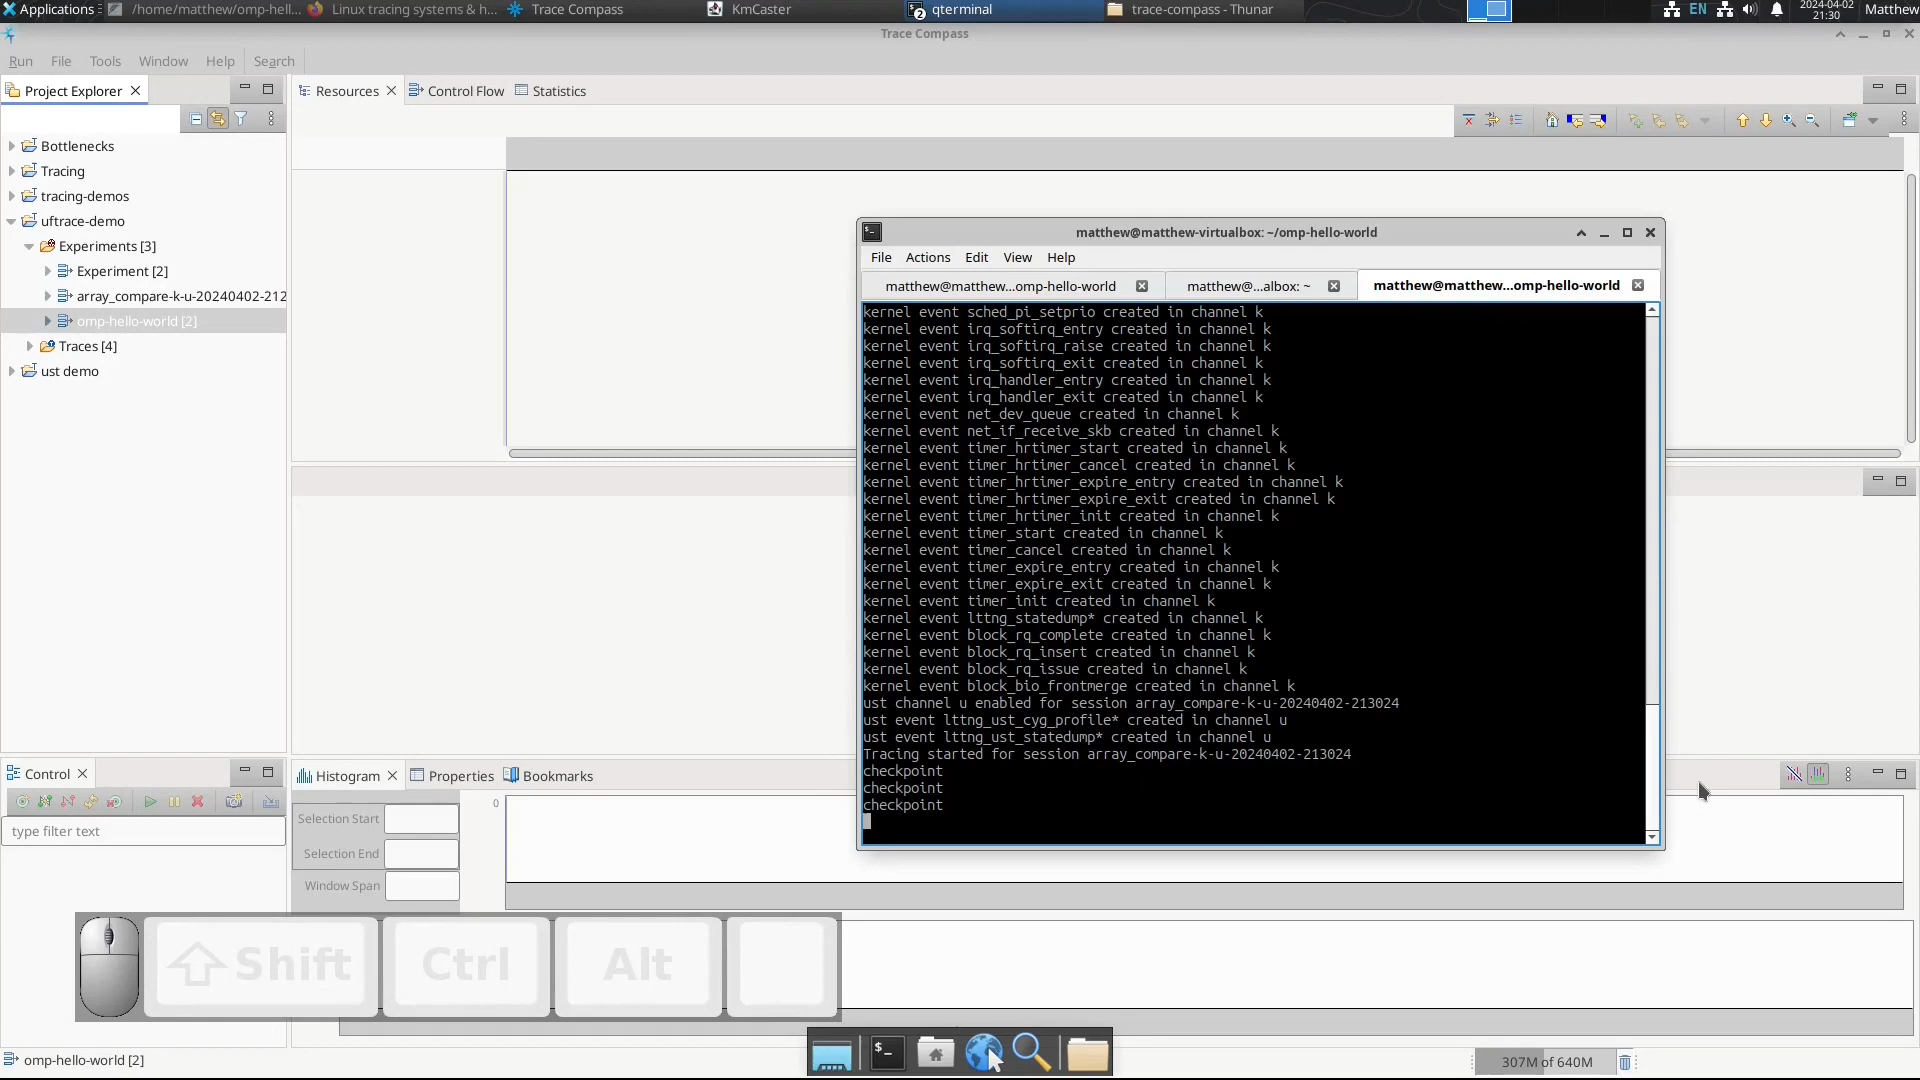 Applications
/home/matthew/omp-hell...
Linux tracing systems & h...
Trace Compass
KmCaster
2
qterminal
trace-compass - Thunar
EN
2024-04-02
21:30
Matthew
Trace Compass
Run File Tools Window Help Search
Project Explorer
Bottlenecks
Tracing
tracing-demos
uftrace-demo
Experiments [3]
Experiment [2]
array_compare-k-u-20240402-212
omp-hello-world [2]
Traces [4]
ust demo
Resources
Control Flow
Statistics
matthew@matthew-virtualbox: ~/omp-hello-world
File Actions Edit View Help
matthew@matthew...omp-hello-world
matthew@...albox: ~
matthew@matthew...omp-hello-world
kernel event sched_pi_setprio created in channel k
kernel event irq_softirq_entry created in channel k
kernel event irq_softirq_raise created in channel k
kernel event irq_softirq_exit created in channel k
kernel event irq_handler_entry created in channel k
kernel event irq_handler_exit created in channel k
kernel event net_dev_queue created in channel k
kernel event net_if_receive_skb created in channel k
kernel event timer_hrtimer_start created in channel k
kernel event timer_hrtimer_cancel created in channel k
kernel event timer_hrtimer_expire_entry created in channel k
kernel event timer_hrtimer_expire_exit created in channel k
kernel event timer_hrtimer_init created in channel k
kernel event timer_start created in channel k
kernel event timer_cancel created in channel k
kernel event timer_expire_entry created in channel k
kernel event timer_expire_exit created in channel k
kernel event timer_init created in channel k
kernel event lttng_statedump* created in channel k
kernel event block_rq_complete created in channel k
kernel event block_rq_insert created in channel k
kernel event block_rq_issue created in channel k
kernel event block_bio_frontmerge created in channel k
ust channel u enabled for session array_compare-k-u-20240402-213024
ust event lttng_ust_cyg_profile* created in channel u
ust event lttng_ust_statedump* created in channel u
Tracing started for session array_compare-k-u-20240402-213024
checkpoint
checkpoint
checkpoint
Control
type filter text
Histogram
Properties
Bookmarks
Selection Start
Selection End
Window Span
0
Shift
Ctrl
Alt
omp-hello-world [2]
307M of 640M